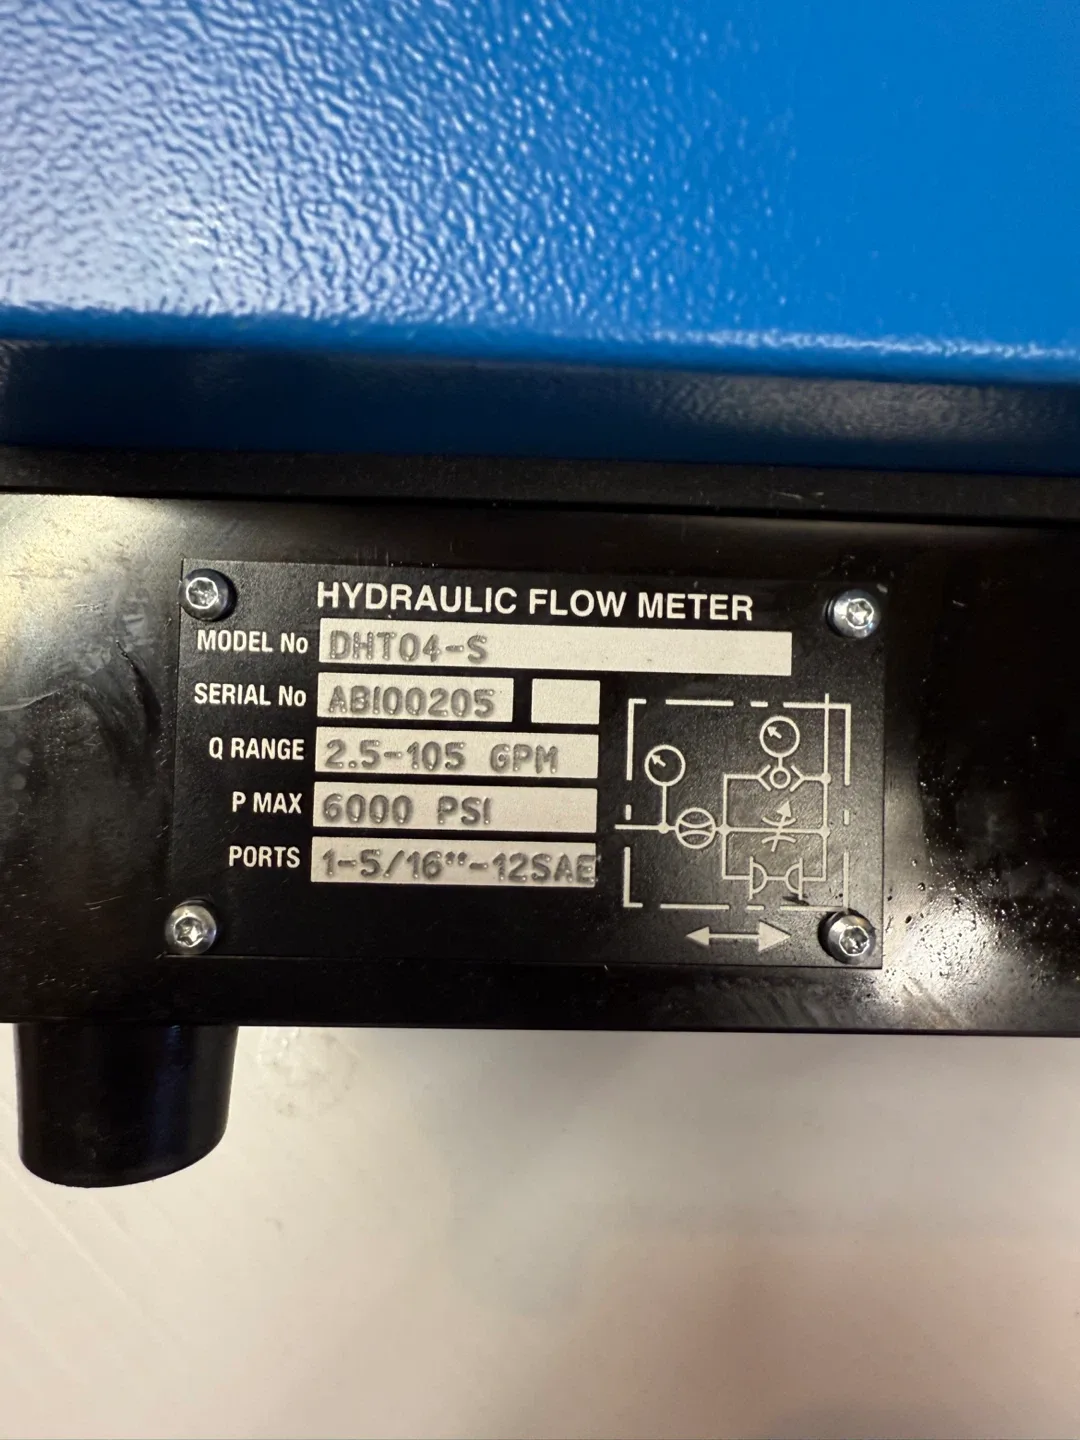 HYDRAULIC FLOW METER
MODEL No DHT04-S
SERIAL No ABI00205
Q RANGE 2.5-105 GPM
P MAX 6000 PSI
PORTS 1-5/16"-12SAE